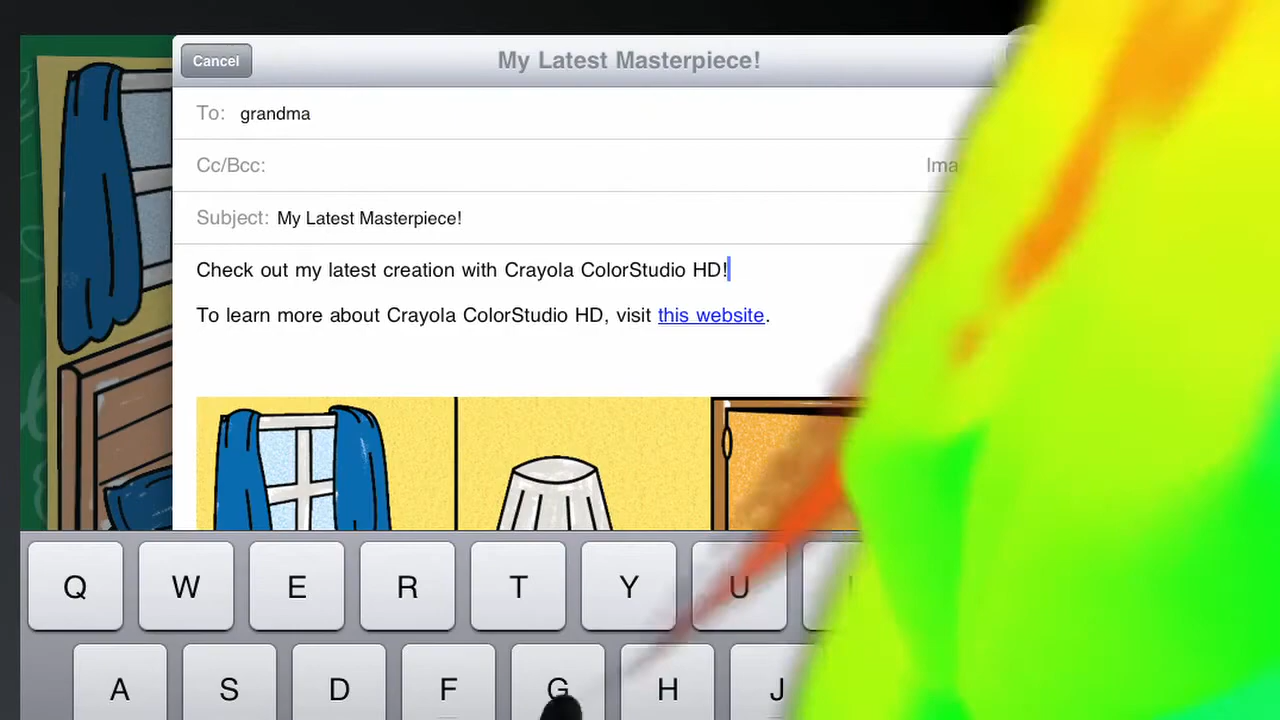 Cancel
My Latest Masterpiece!
To: grandma
Cc/Bcc:
Subject: My Latest Masterpiece!
Check out my latest creation with Crayola ColorStudio HD!
To learn more about Crayola ColorStudio HD, visit this website.
Q W E R T Y U
A S D F G H J